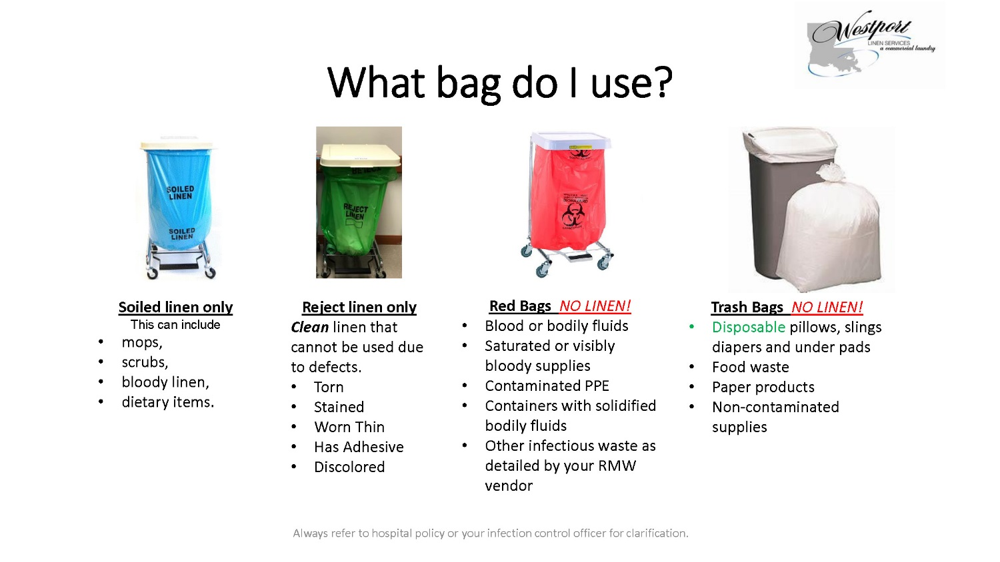 Westport
LINEN SERVICES
a commercial laundry
What bag do I use?
SOILED
LINEN
SOILED
LINEN
REJECT
REJECT
LINEN
BIOHAZARD
Soiled linen only
This can include
• mops,
• scrubs,
• bloody linen,
• dietary items.
Reject linen only
Clean linen that
cannot be used due
to defects.
• Torn
• Stained
• Worn Thin
• Has Adhesive
• Discolored
Red Bags NO LINEN!
• Blood or bodily fluids
• Saturated or visibly
bloody supplies
• Contaminated PPE
• Containers with solidified
bodily fluids
• Other infectious waste as
detailed by your RMW
vendor
Trash Bags NO LINEN!
• Disposable pillows, slings
diapers and under pads
• Food waste
• Paper products
• Non-contaminated
supplies
Always refer to hospital policy or your infection control officer for clarification.